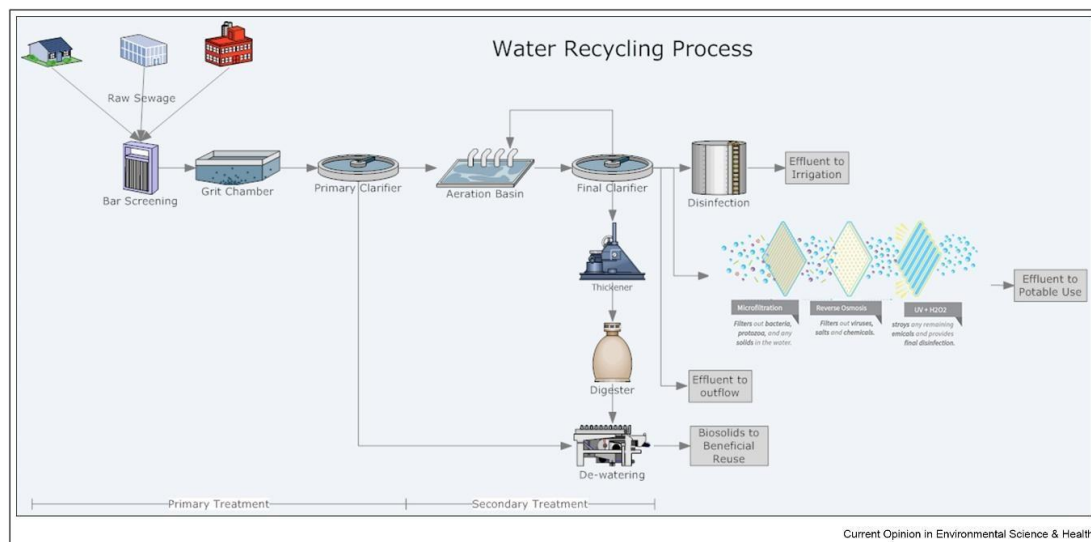 Water Recycling Process
Raw Sewage
Bar Screening
Grit Chamber
Primary Clarifier
Aeration Basin
Final Clarifier
Disinfection
Effluent to
Irrigation
Thickener
Microfiltration
Filters out bacteria,
protozoa, and any
solids in the water.
Reverse Osmosis
Filters out viruses,
salts and chemicals.
UV + H2O2
stroys any remaining
emicals and provides
final disinfection.
Effluent to
Potable Use
Digester
Effluent to
outflow
De-watering
Biosolids to
Beneficial
Reuse
Primary Treatment
Secondary Treatment
Current Opinion in Environmental Science & Health